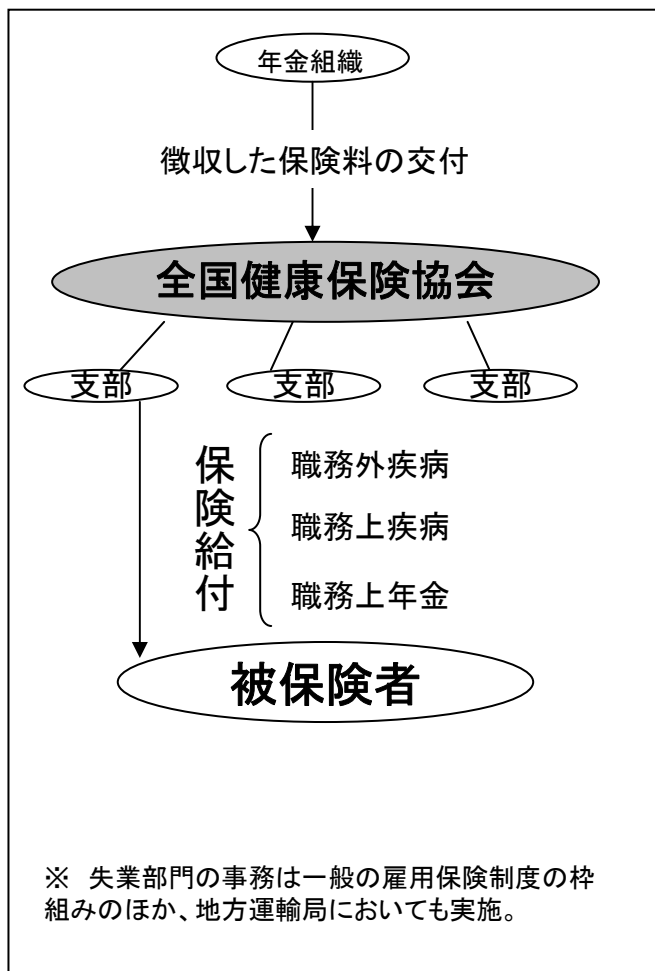 年金組織
徴収した保険料の交付
全国健康保険協会
支部
支部
支部
保険給付
職務外疾病
職務上疾病
職務上年金
被保険者
※　失業部門の事務は一般の雇用保険制度の枠
組みのほか、地方運輸局においても実施。